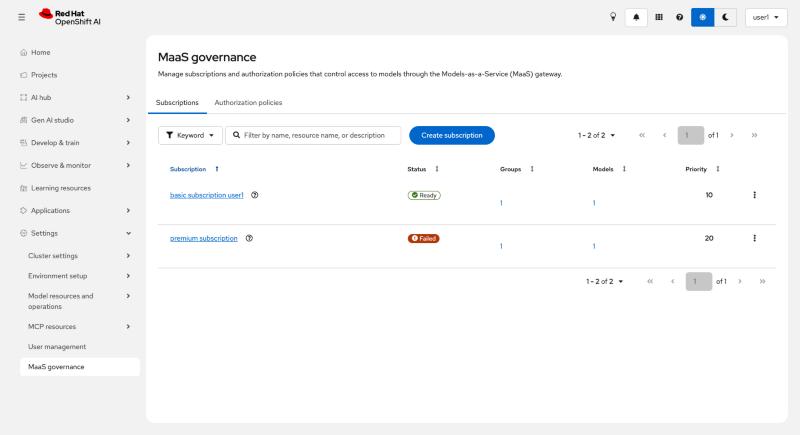 Red Hat
OpenShift AI
user1
Home
Projects
AI hub
Gen AI studio
Develop & train
Observe & monitor
Learning resources
Applications
Settings
Cluster settings
Environment setup
Model resources and
operations
MCP resources
User management
MaaS governance
MaaS governance
Manage subscriptions and authorization policies that control access to models through the Models-as-a-Service (MaaS) gateway.
Subscriptions Authorization policies
Keyword Filter by name, resource name, or description Create subscription 1 - 2 of 2 1 of 1
Subscription Status Groups Models Priority
basic subscription user1 Ready 1 1 10
premium subscription Failed 1 1 20
1 - 2 of 2 1 of 1